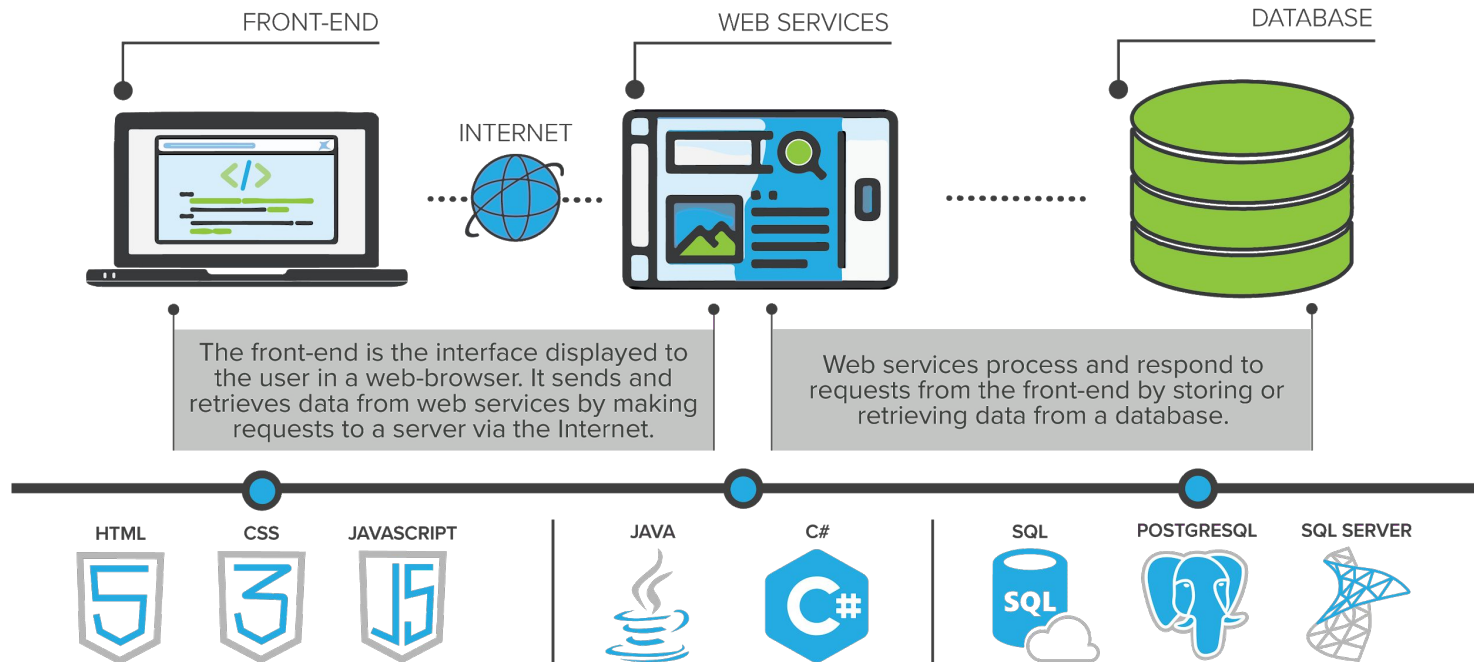 FRONT-END
WEB SERVICES
DATABASE
INTERNET
</>
The front-end is the interface displayed to
the user in a web-browser. It sends and
retrieves data from web services by making
requests to a server via the Internet.
Web services process and respond to
requests from the front-end by storing or
retrieving data from a database.
HTML
CSS
JAVASCRIPT
JAVA
C#
SQL
POSTGRESQL
SQL SERVER
5
3
JS
C#
SQL